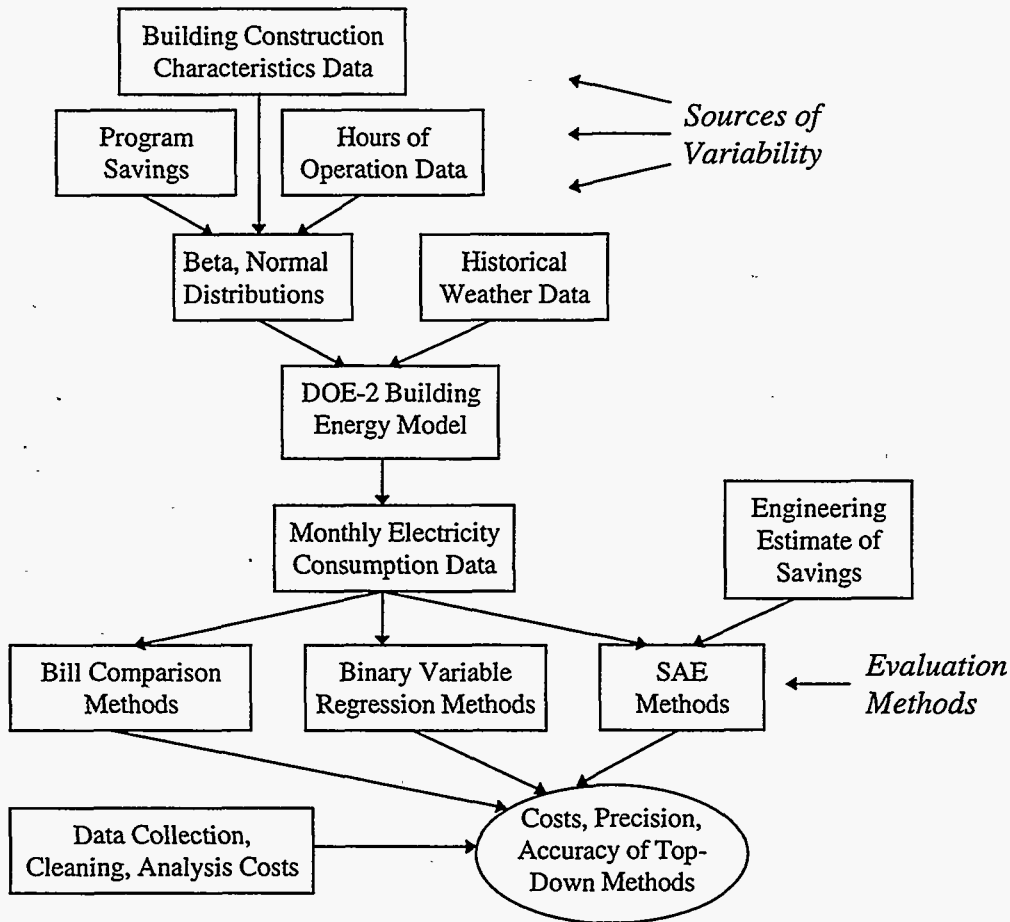 Building Construction
Characteristics Data
Sources of
Variability
Program
Savings
Hours of
Operation Data
Beta, Normal
Distributions
Historical
Weather Data
DOE-2 Building
Energy Model
Monthly Electricity
Consumption Data
Engineering
Estimate of
Savings
Bill Comparison
Methods
Binary Variable
Regression Methods
SAE
Methods
Evaluation
Methods
Data Collection,
Cleaning, Analysis Costs
Costs, Precision,
Accuracy of Top-
Down Methods